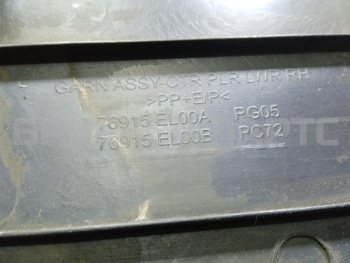 GARN ASSY-CTR PLR LWR RH
>PP+E/P<
76915 EL00A PG05
76915 EL00B PC72